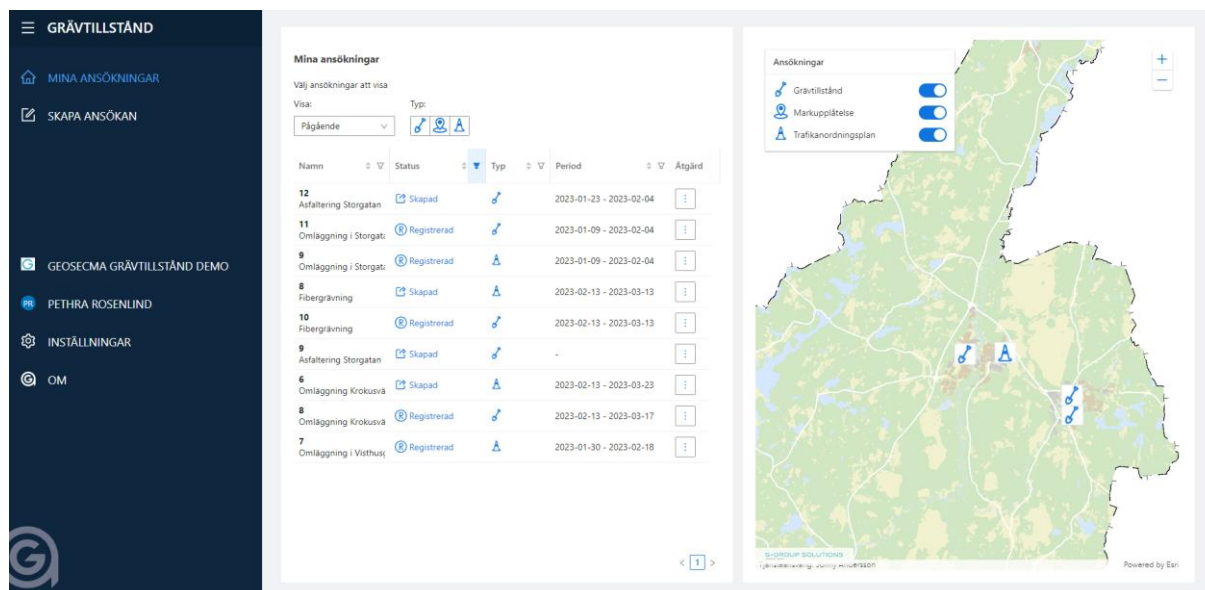 GRÄVTILLSTÅND
MINA ANSÖKNINGAR
SKAPA ANSÖKAN
GEOSECMA GRÄVTILLSTÅND DEMO
PR PETHRA ROSENLIND
INSTÄLLNINGAR
OM
Mina ansökningar
Välj ansökningar att visa
Visa: Typ:
Pågående
Namn Status Typ Period Åtgärd
12
Asfaltering Storgatan Skapad 2023-01-23 - 2023-02-04
11
Omläggning i Storgata Registrerad 2023-01-09 - 2023-02-04
9
Omläggning i Storgata Registrerad 2023-01-09 - 2023-02-04
8
Fibergrävning Skapad 2023-02-13 - 2023-03-13
10
Fibergrävning Registrerad 2023-02-13 - 2023-03-13
9
Asfaltering Storgatan Skapad -
6
Omläggning Krokusvä Skapad 2023-02-13 - 2023-03-23
8
Omläggning Krokusvä Registrerad 2023-02-13 - 2023-03-17
7
Omläggning i Visthusg Registrerad 2023-01-30 - 2023-02-18
< 1 >
Ansökningar
Grävtillstånd
Markupplåtelse
Trafikanordningsplan
+
−
S-GROUP SOLUTIONS
Powered by Esri